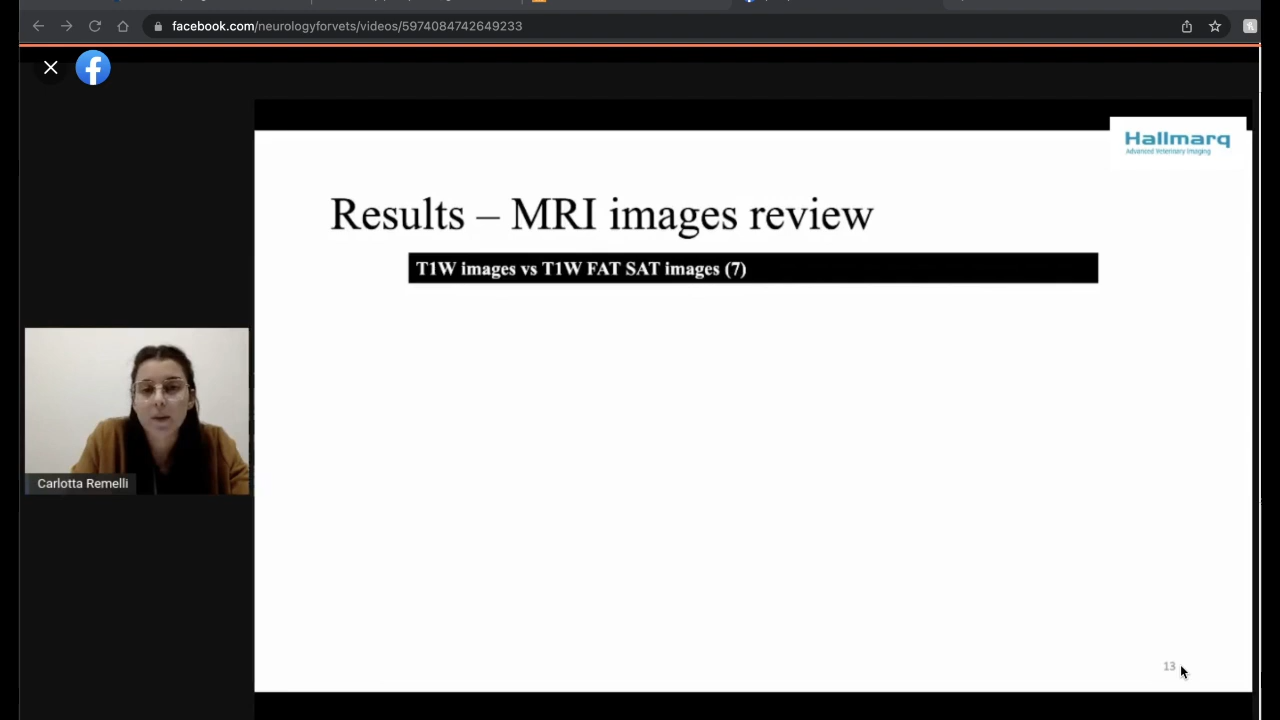 facebook.com/neurologyforvets/videos/5974084742649233
Hallmarq
Advanced Veterinary Imaging
Results – MRI images review
T1W images vs T1W FAT SAT images (7)
Carlotta Remelli
13